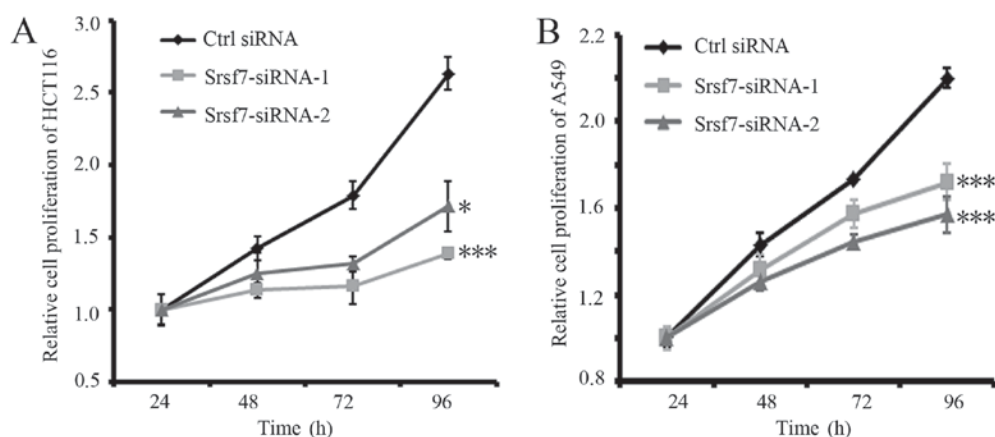 A
Relative cell proliferation of HCT116
3.0
2.5
2.0
1.5
1.0
0.5
Ctrl siRNA
Srsf7-siRNA-1
Srsf7-siRNA-2
*
***
24 48 72 96
Time (h)
B
Relative cell proliferation of A549
2.2
2.0
1.6
1.2
0.8
Ctrl siRNA
Srsf7-siRNA-1
Srsf7-siRNA-2
***
***
24 48 72 96
Time (h)